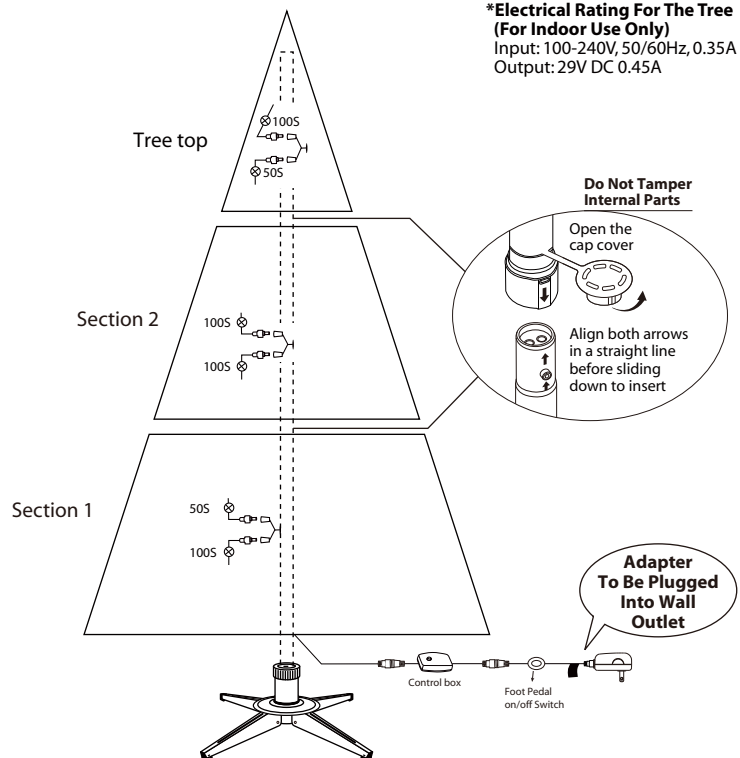 *Electrical Rating For The Tree
(For Indoor Use Only)
Input: 100-240V, 50/60Hz, 0.35A
Output: 29V DC 0.45A
100S
Tree top
50S
Do Not Tamper
Internal Parts
Open the
cap cover
Section 2
100S
100S
Align both arrows
in a straight line
before sliding
down to insert
Section 1
50S
100S
Adapter
To Be Plugged
Into Wall
Outlet
Control box
Foot Pedal
on/off Switch